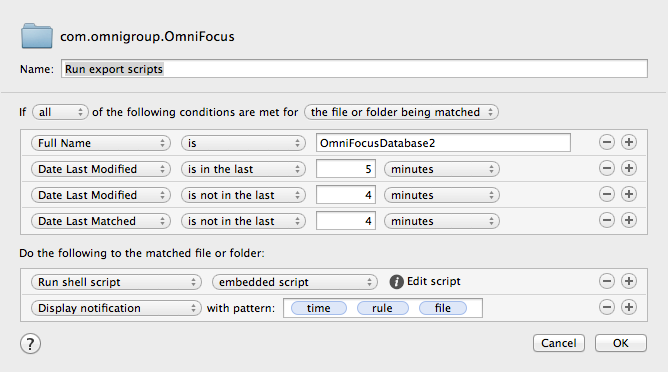 com.omnigroup.OmniFocus
Name: Run export scripts
If all of the following conditions are met for the file or folder being matched
Full Name is OmniFocusDatabase2
Date Last Modified is in the last 5 minutes
Date Last Modified is not in the last 4 minutes
Date Last Matched is not in the last 4 minutes
Do the following to the matched file or folder:
Run shell script embedded script i Edit script
Display notification with pattern: time rule file
? Cancel OK